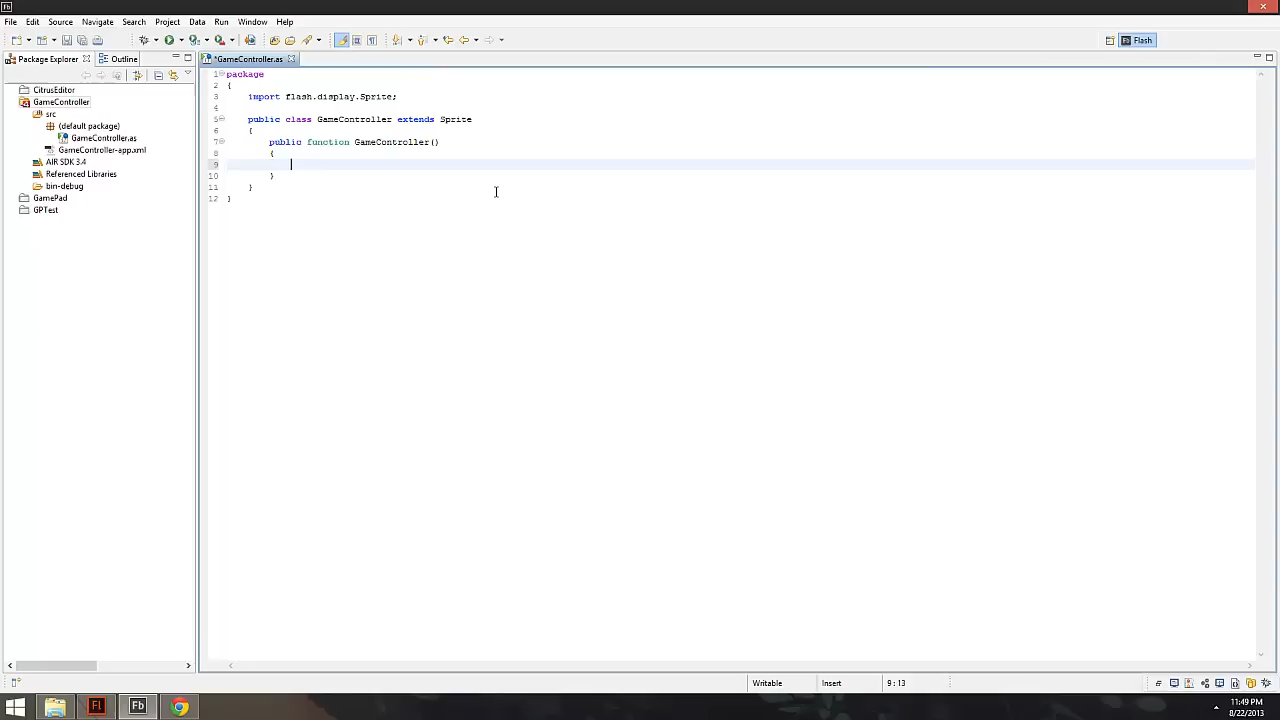 Fb
File Edit Source Navigate Search Project Data Run Window Help
Flash
Package Explorer
Outline
*GameController.as
CitrusEditor
GameController
src
(default package)
GameController.as
GameController-app.xml
AIR SDK 3.4
Referenced Libraries
bin-debug
GamePad
GPTest
1 package
2 {
3 import flash.display.Sprite;
4
5 public class GameController extends Sprite
6 {
7 public function GameController()
8 {
9
10 }
11 }
12 }
Writable
Insert
9 : 13
Fl
Fb
11:49 PM
8/22/2013